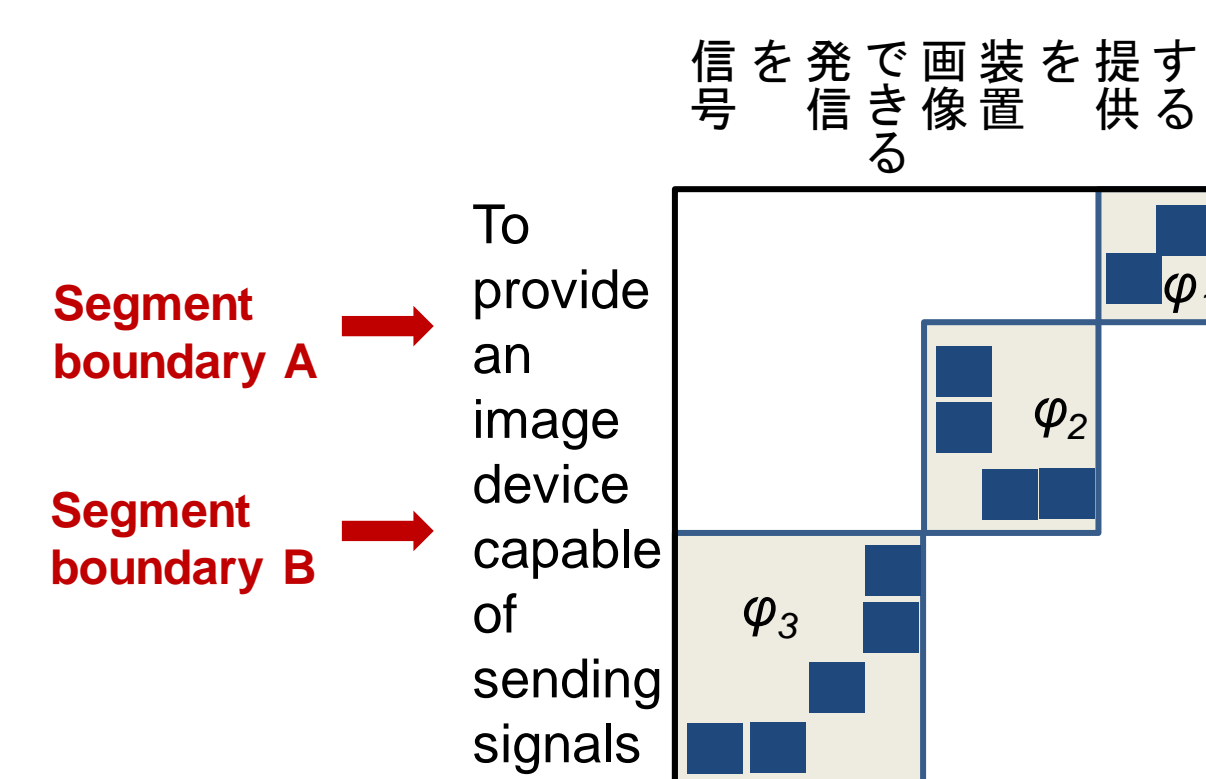 信号
を
発信
できる
画像
装置
を
提供
する
To
provide
an
image
device
capable
of
sending
signals
Segment
boundary A
Segment
boundary B
φ
φ2
φ3